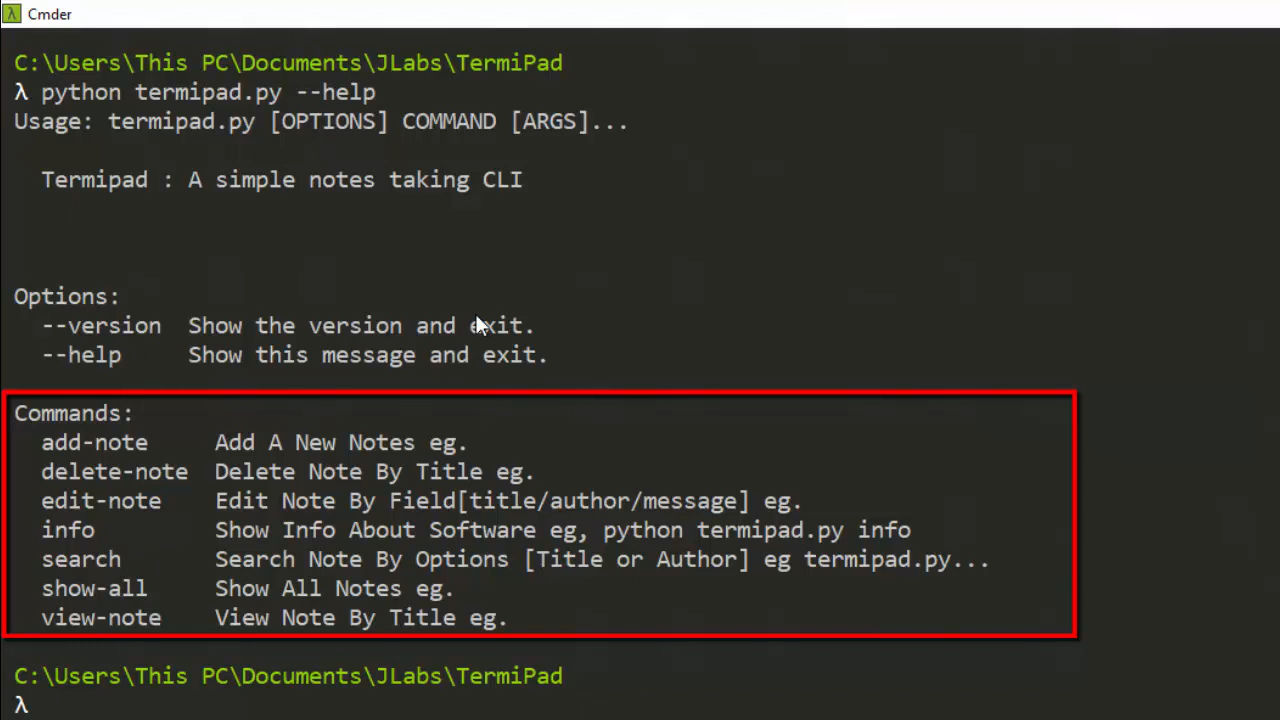 Cmder
C:\Users\This PC\Documents\JLabs\TermiPad
λ python termipad.py --help
Usage: termipad.py [OPTIONS] COMMAND [ARGS]...
Termipad : A simple notes taking CLI
Options:
--version  Show the version and exit.
--help     Show this message and exit.
Commands:
add-note     Add A New Notes eg.
delete-note  Delete Note By Title eg.
edit-note    Edit Note By Field[title/author/message] eg.
info         Show Info About Software eg, python termipad.py info
search       Search Note By Options [Title or Author] eg termipad.py...
show-all     Show All Notes eg.
view-note    View Note By Title eg.
C:\Users\This PC\Documents\JLabs\TermiPad
λ